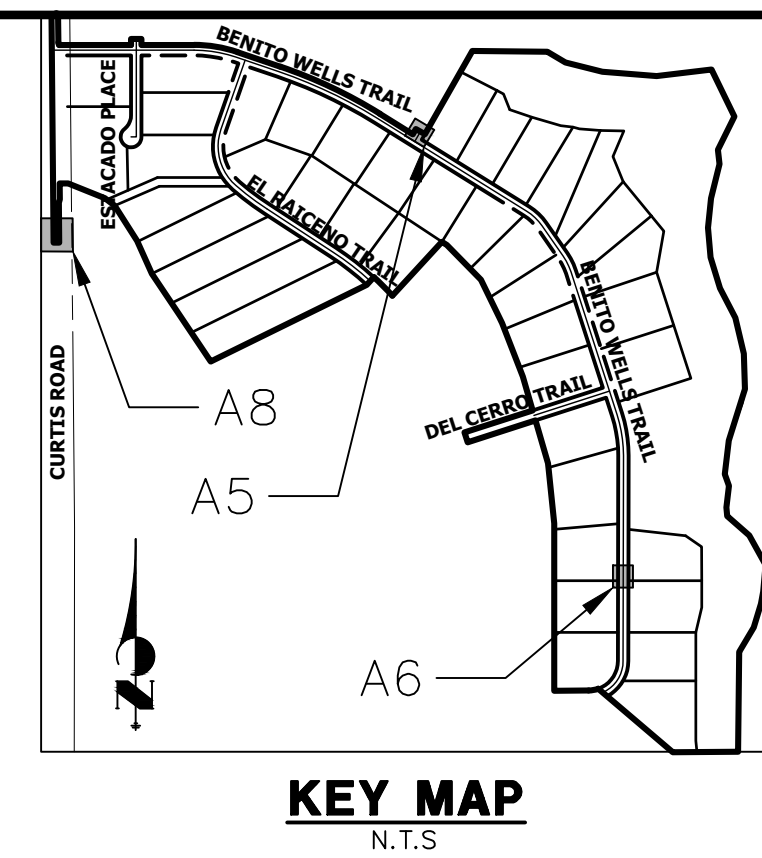 BENITO WELLS TRAIL
ESTACADO PLACE
EL RAICENO TRAIL
BENITO WELLS TRAIL
DEL CERRO TRAIL
CURTIS ROAD
A8
A5
A6
N
KEY MAP
N.T.S